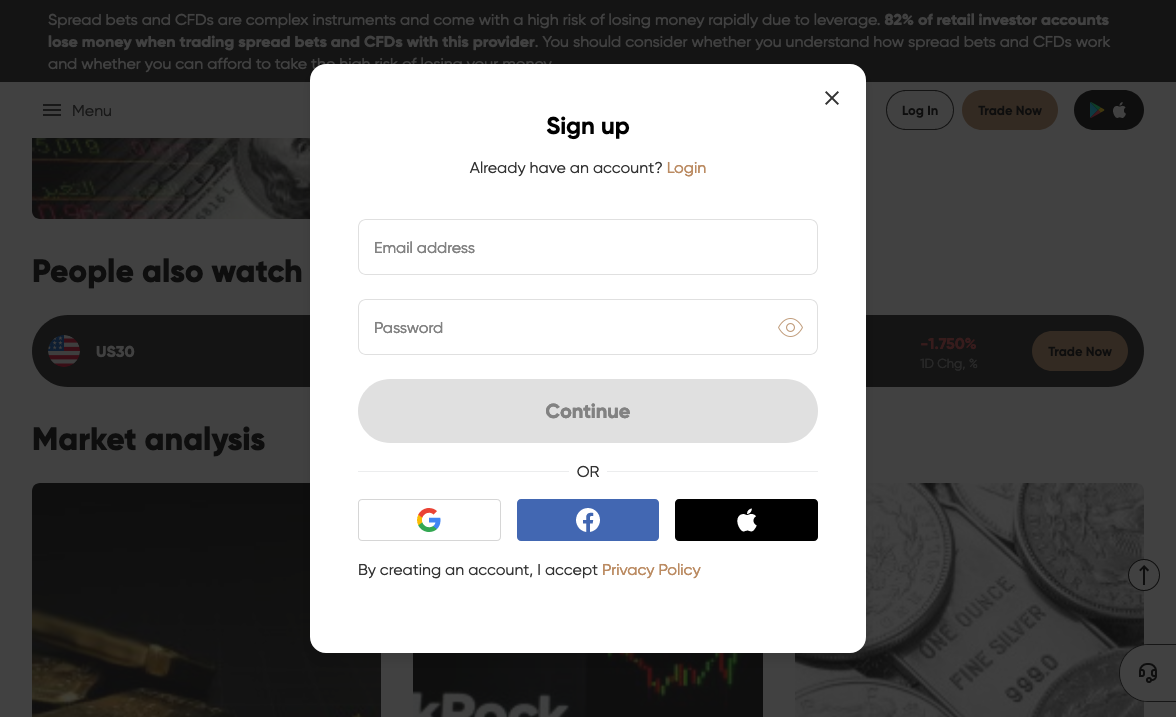 Spread bets and CFDs are complex instruments and come with a high risk of losing money rapidly due to leverage. 82% of retail investor accounts
lose money when trading spread bets and CFDs with this provider. You should consider whether you understand how spread bets and CFDs work
and whether you can afford to take the high risk of losing your money.
Menu
Log In
Trade Now
Sign up
Already have an account? Login
Email address
Password
Continue
OR
By creating an account, I accept Privacy Policy
5,019
التغير
People also watch
US30
-1.750%
1D Chg, %
Trade Now
Market analysis
kRock
ONE OUNCE
FINE SILVER
999.0